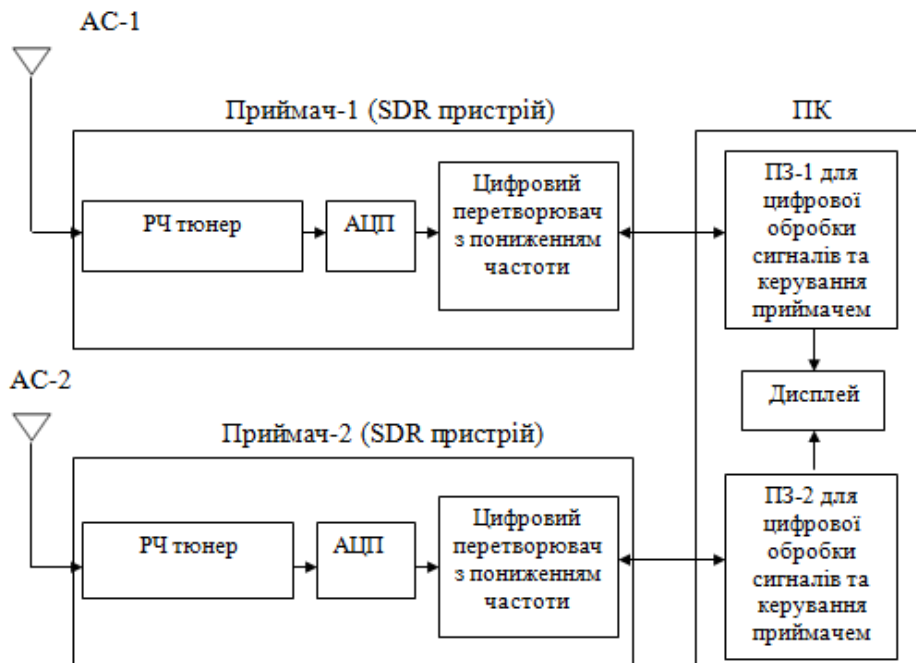 АС-1
Приймач-1 (SDR пристрій)
ПК
РЧ тюнер
АЦП
Цифровий
перетворювач
з пониженням
частоти
ПЗ-1 для
цифрової
обробки
сигналів та
керування
приймачем
Дисплей
АС-2
Приймач-2 (SDR пристрій)
РЧ тюнер
АЦП
Цифровий
перетворювач
з пониженням
частоти
ПЗ-2 для
цифрової
обробки
сигналів та
керування
приймачем